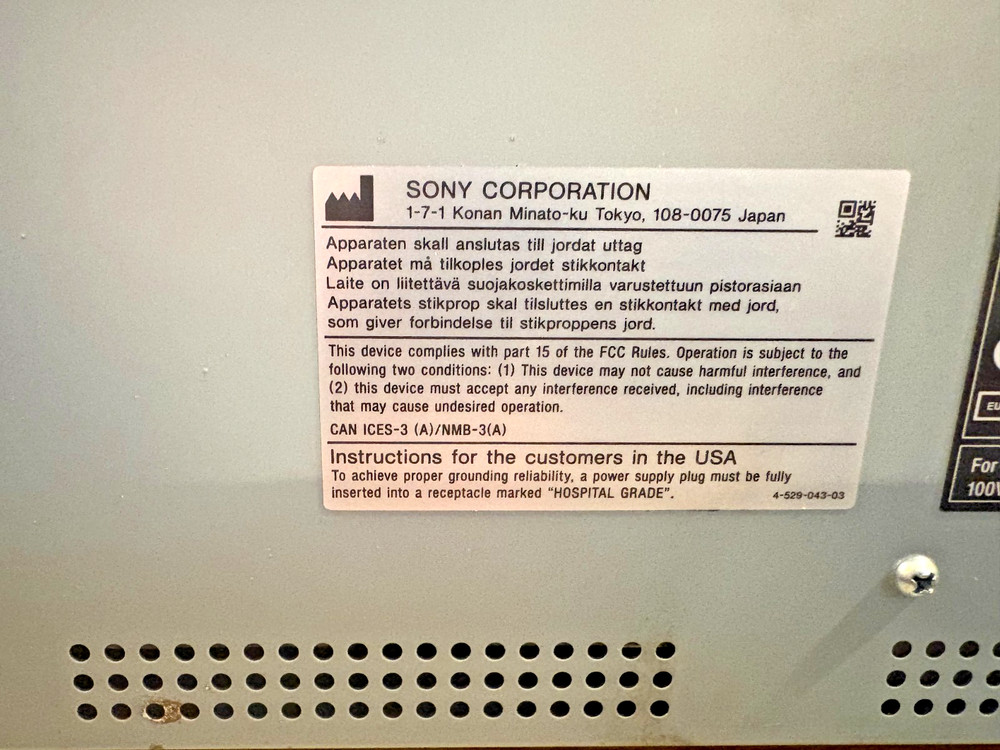 SONY CORPORATION
1-7-1 Konan Minato-ku Tokyo, 108-0075 Japan
Apparaten skall anslutas till jordat uttag
Apparatet må tilkoples jordet stikkontakt
Laite on liitettävä suojakoskettimilla varustettuun pistorasiaan
Apparatets stikprop skal tilsluttes en stikkontakt med jord,
som giver forbindelse til stikproppens jord.
This device complies with part 15 of the FCC Rules. Operation is subject to the
following two conditions: (1) This device may not cause harmful interference, and
(2) this device must accept any interference received, including interference
that may cause undesired operation.
CAN ICES-3 (A)/NMB-3(A)
Instructions for the customers in the USA
To achieve proper grounding reliability, a power supply plug must be fully
inserted into a receptacle marked “HOSPITAL GRADE”.
4-529-043-03
EU
For
100V